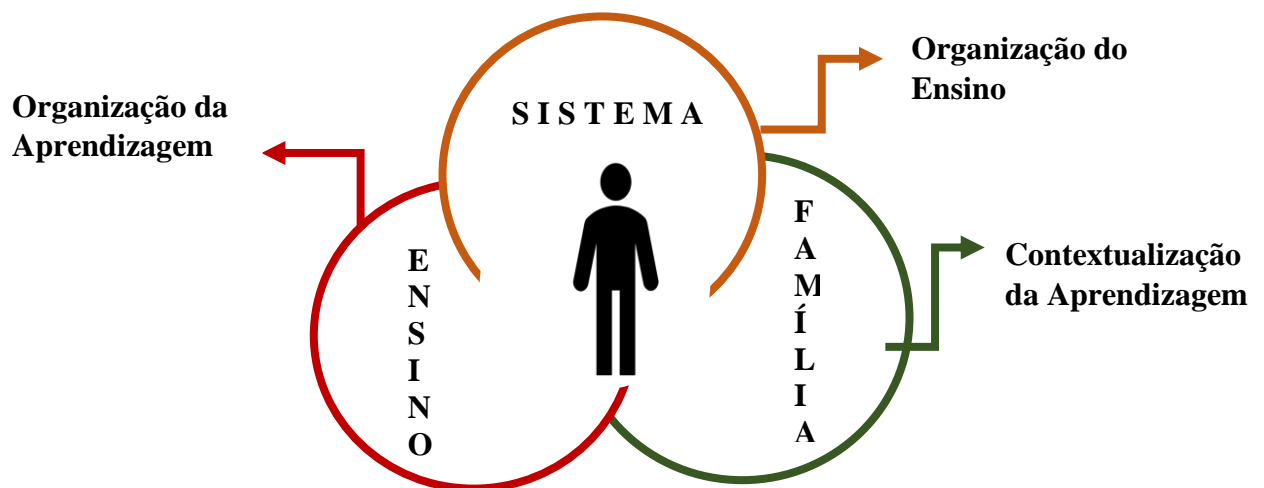 Organização do
Ensino
Organização da
Aprendizagem
S I S T E M A
E
N
S
I
N
O
F
A
M
Í
L
I
A
Contextualização
da Aprendizagem